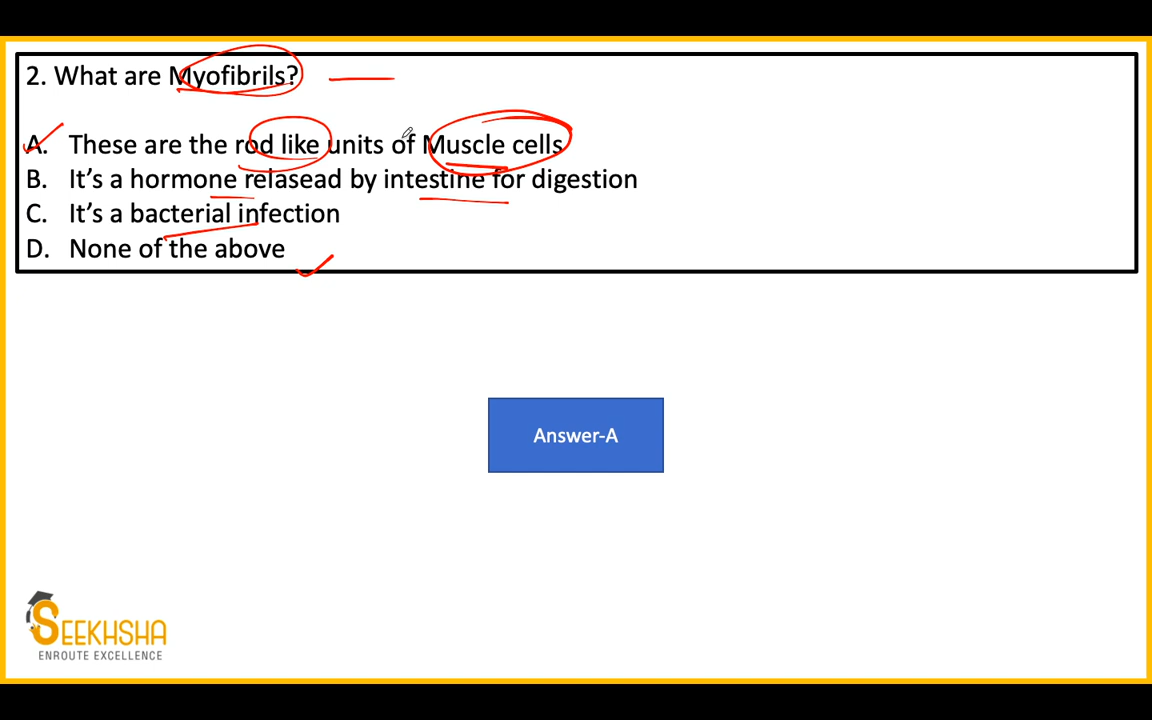 2. What are Myofibrils?
A. These are the rod like units of Muscle cells
B. It’s a hormone relasead by intestine for digestion
C. It’s a bacterial infection
D. None of the above
Answer-A
SEEKHSHA
ENROUTE EXCELLENCE